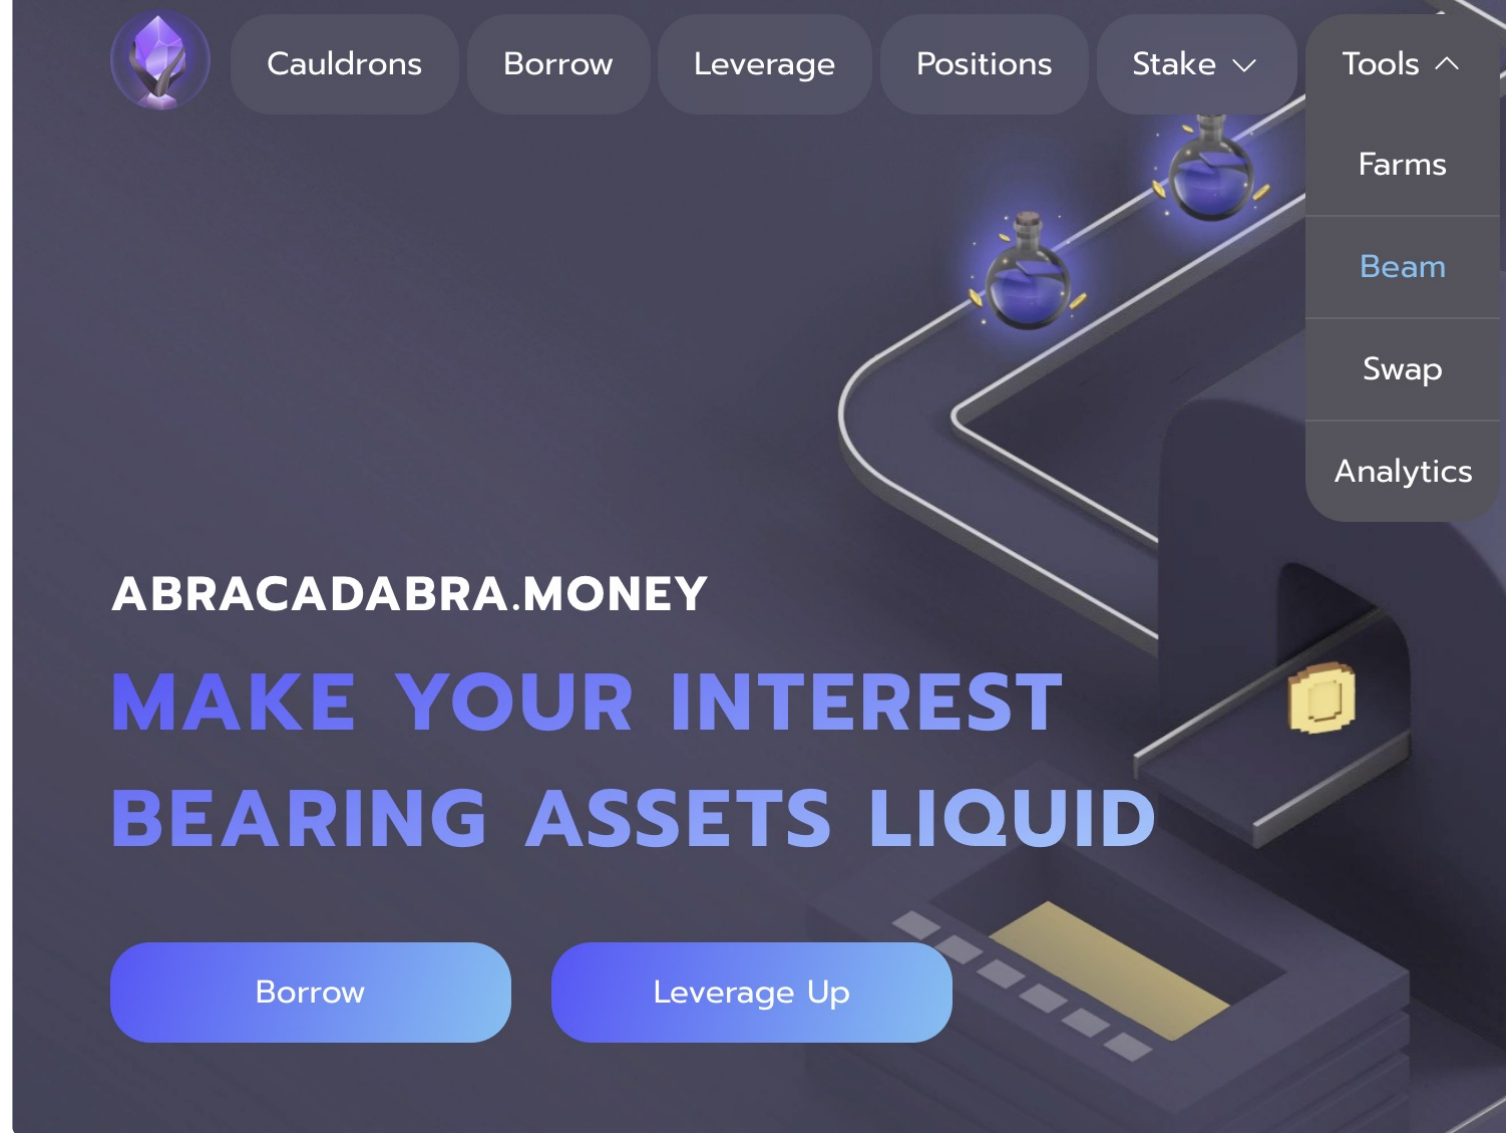 Cauldrons
Borrow
Leverage
Positions
Stake
Tools
Farms
Beam
Swap
Analytics
ABRACADABRA.MONEY
MAKE YOUR INTEREST
BEARING ASSETS LIQUID
Borrow
Leverage Up